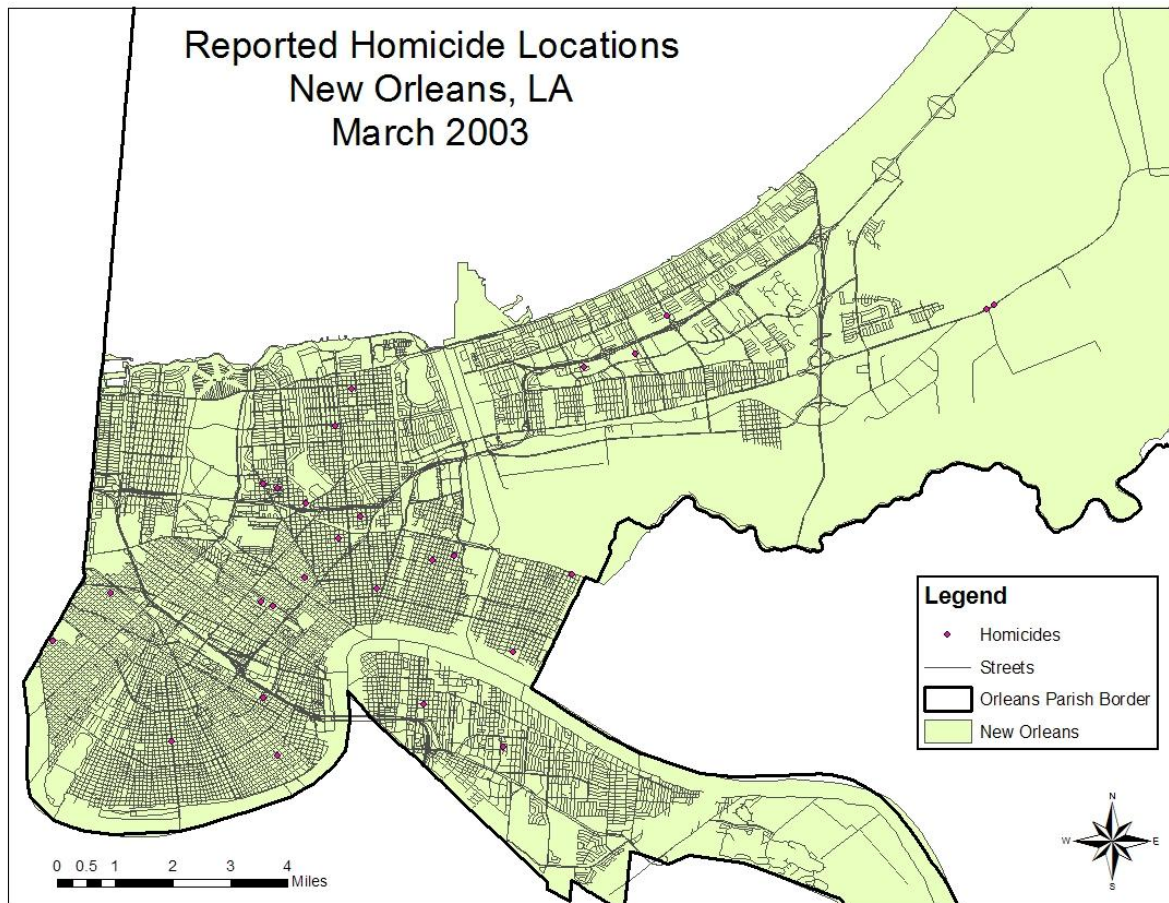 Reported Homicide Locations
New Orleans, LA
March 2003
Legend
Homicides
Streets
Orleans Parish Border
New Orleans
N
W E
S
0 0.5 1 2 3 4
Miles